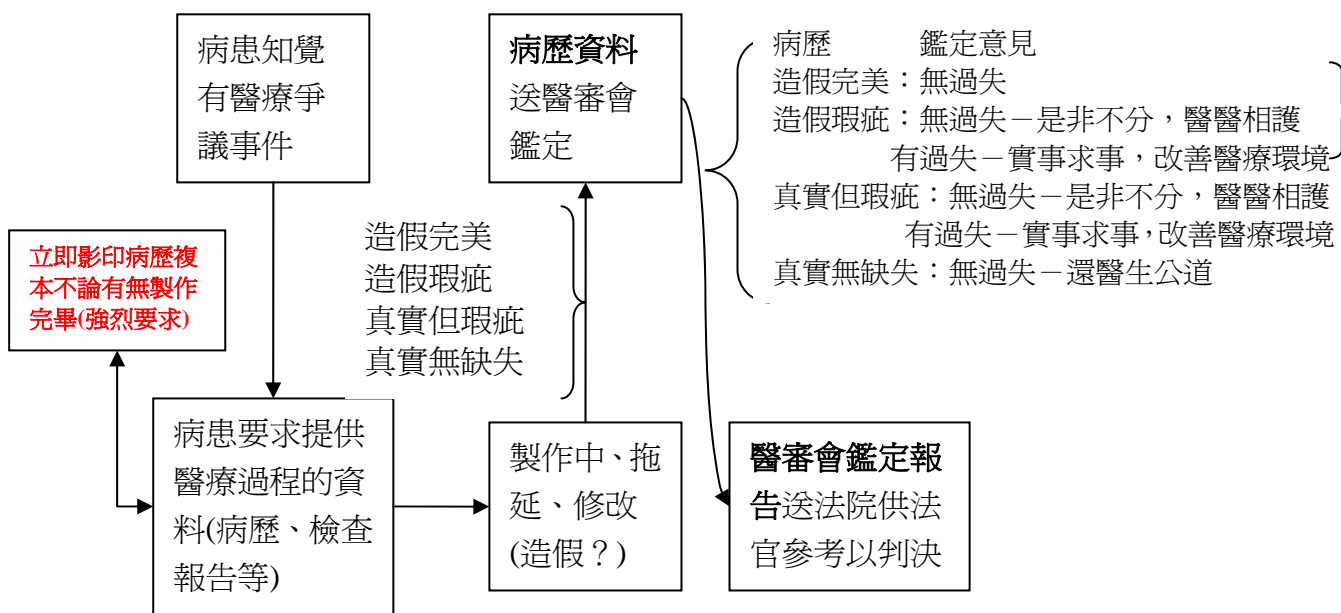 病患知覺
有醫療爭
議事件
病歷資料
送醫審會
鑑定
病歷 鑑定意見
造假完美：無過失
造假瑕疵：無過失－是非不分，醫醫相護
有過失－實事求事，改善醫療環境
真實但瑕疵：無過失－是非不分，醫醫相護
有過失－實事求事，改善醫療環境
真實無缺失：無過失－還醫生公道
立即影印病歷複
本不論有無製作
完畢(強烈要求)
造假完美
造假瑕疵
真實但瑕疵
真實無缺失
病患要求提供
醫療過程的資
料(病歷、檢查
報告等)
製作中、拖
延、修改
(造假？)
醫審會鑑定報
告送法院供法
官參考以判決